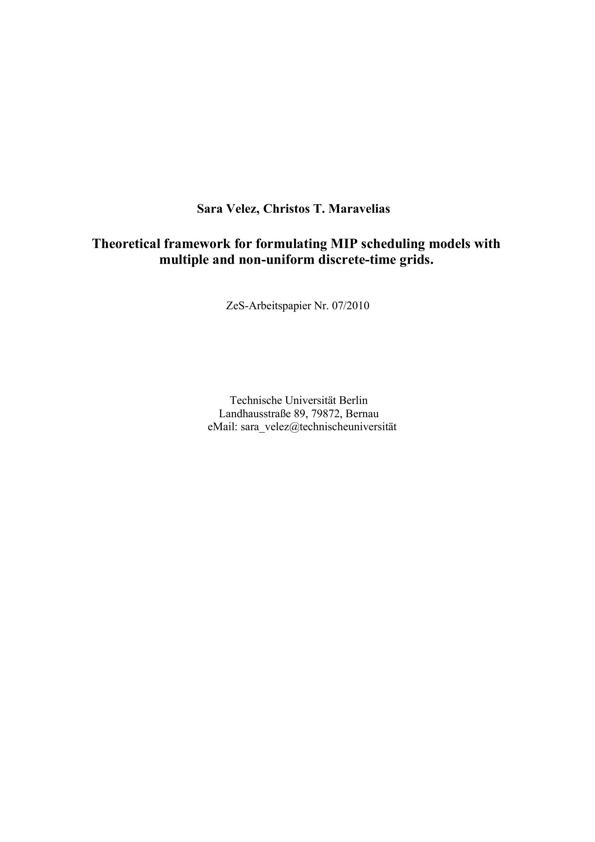 Sara Velez, Christos T. Maravelias
Theoretical framework for formulating MIP scheduling models with
multiple and non-uniform discrete-time grids.
ZeS-Arbeitspapier Nr. 07/2010
Technische Universität Berlin
Landhausstraße 89, 79872, Bernau
eMail: sara_velez@technischeuniversität